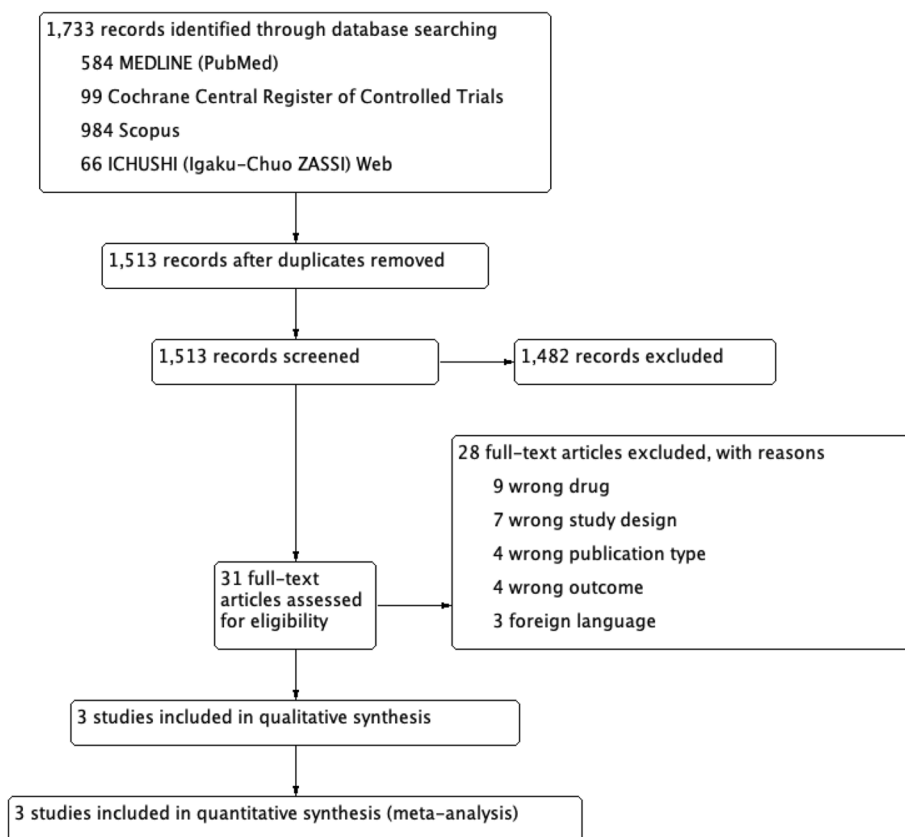 1,733 records identified through database searching
584 MEDLINE (PubMed)
99 Cochrane Central Register of Controlled Trials
984 Scopus
66 ICHUSHI (Igaku-Chuo ZASSI) Web
1,513 records after duplicates removed
1,513 records screened
1,482 records excluded
28 full-text articles excluded, with reasons
9 wrong drug
7 wrong study design
4 wrong publication type
4 wrong outcome
3 foreign language
31 full-text
articles assessed
for eligibility
3 studies included in qualitative synthesis
3 studies included in quantitative synthesis (meta-analysis)